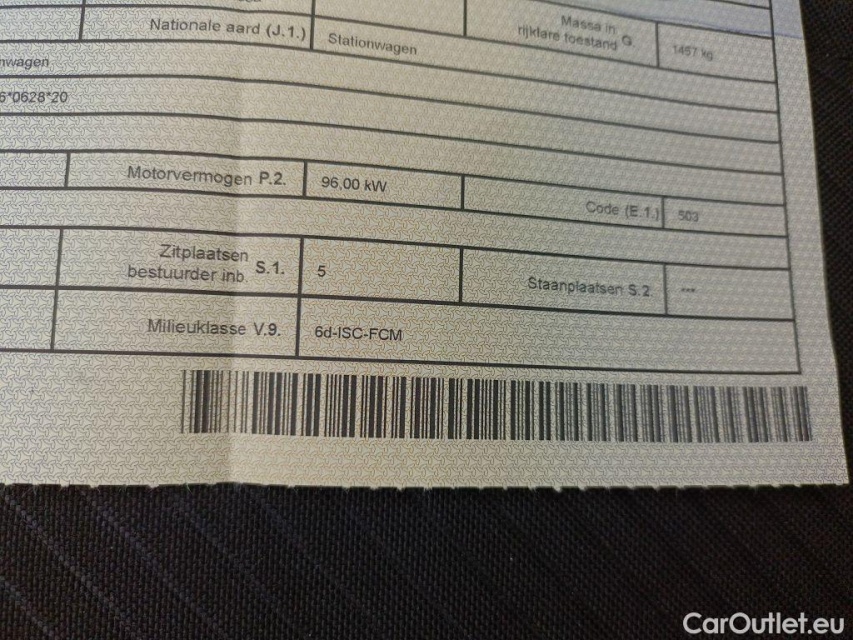 Nationale aard (J.1.) Stationwagen
Massa in
rijklare toestand G. 1457 kg
nwagen
6*0628*20
Motorvermogen P.2. 96,00 kW Code (E.1.) 503
Zitplaatsen
bestuurder inb. S.1. 5 Staanplaatsen S.2. ---
Milieuklasse V.9. 6d-ISC-FCM
CarOutlet.eu